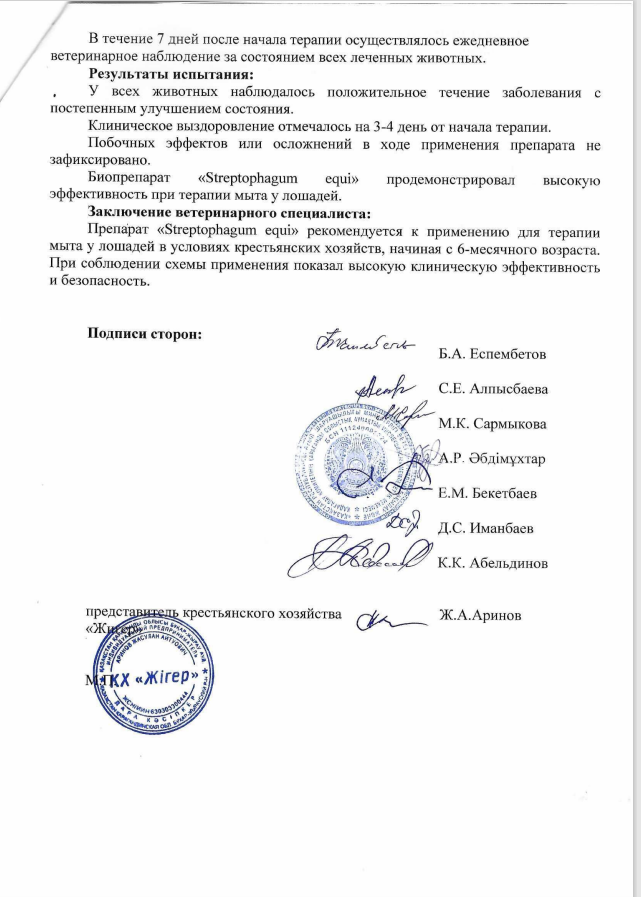 В течение 7 дней после начала терапии осуществлялось ежедневное
ветеринарное наблюдение за состоянием всех леченных животных.
Результаты испытания:
У всех животных наблюдалось положительное течение заболевания с
постепенным улучшением состояния.
Клиническое выздоровление отмечалось на 3-4 день от начала терапии.
Побочных эффектов или осложнений в ходе применения препарата не
зафиксировано.
Биопрепарат «Streptophagum equi» продемонстрировал высокую
эффективность при терапии мыта у лошадей.
Заключение ветеринарного специалиста:
Препарат «Streptophagum equi» рекомендуется к применению для терапии
мыта у лошадей в условиях крестьянских хозяйств, начиная с 6-месячного возраста.
При соблюдении схемы применения показал высокую клиническую эффективность
и безопасность.
Подписи сторон:
Б.А. Еспембетов
С.Е. Алпысбаева
М.К. Сармыкова
А.Р. Әбдімұхтар
Е.М. Бекетбаев
Д.С. Иманбаев
К.К. Абельдинов
представитель крестьянского хозяйства Ж.А.Аринов
«Жигер»
М.П.
ИНДИВИДУАЛЬНЫЙ ПРЕДПРИНИМАТЕЛЬ
КХ «Жігер»
ДАРА КӘСІПКЕР